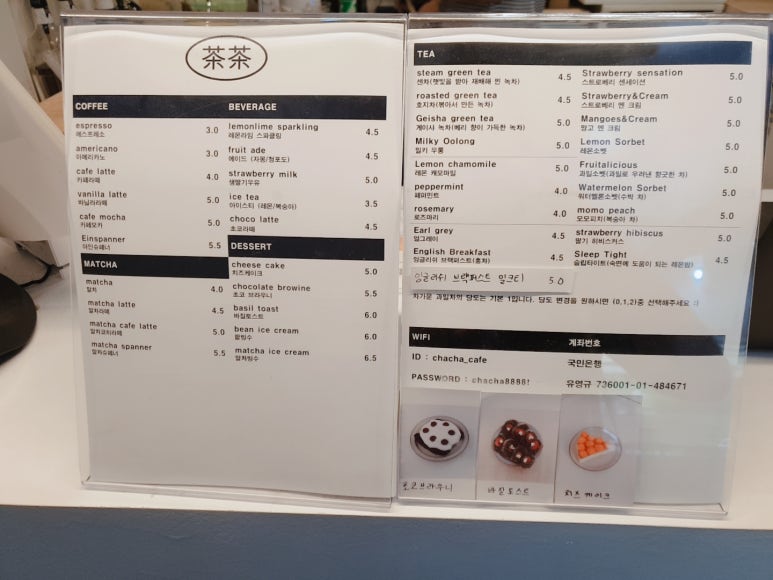 茶茶
COFFEE
espresso 3.0
에스프레소
americano 3.0
아메리카노
cafe latte 4.0
카페라떼
vanilla latte 5.0
바닐라라떼
cafe mocha 5.0
카페모카
Einspanner 5.5
아인슈페너
MATCHA
matcha 4.0
말차
matcha latte 4.5
말차라떼
matcha cafe latte 5.0
말차코히라떼
matcha spanner 5.5
말차슈페너
BEVERAGE
lemonlime sparkling 4.5
레몬라임 스파클링
fruit ade 4.5
에이드 (자몽/청포도)
strawberry milk 5.0
생딸기우유
ice tea 3.5
아이스티 (레몬/복숭아)
choco latte 4.5
초코라떼
DESSERT
cheese cake 5.0
치즈케이크
chocolate browine 5.5
초코 브라우니
basil toast 6.0
바질토스트
bean ice cream 6.0
팥빙수
matcha ice cream 6.5
말차빙수
TEA
steam green tea 4.5
센차(햇빛을 받아 재배해 찐 녹차)
roasted green tea 4.5
호지차(볶아서 만든 녹차)
Geisha green tea 5.0
게이샤 녹차(베리 향이 가득한 녹차)
Milky Oolong 5.0
밀키 우롱
Lemon chamomile 5.0
레몬 캐모마일
peppermint 4.0
페퍼민트
rosemary 4.0
로즈마리
Earl grey 4.5
얼그레이
English Breakfast 4.5
잉글리쉬 브랙퍼스트(홍차)
잉글리쉬 브랙퍼스트 밀크티 5.0
Strawberry sensation 5.0
스트로베리 센세이션
Strawberry&Cream 5.0
스트로베리 앤 크림
Mangoes&Cream 5.0
망고 앤 크림
Lemon Sorbet 5.0
레몬소벳
Fruitalicious 5.0
과일소벳(과일로 우려낸 향긋한 차)
Watermelon Sorbet 5.0
워터멜론소벳(수박 차)
momo peach 5.0
모모피치(복숭아 차)
strawberry hibiscus 5.0
딸기 히비스커스
Sleep Tight 4.5
슬립타이트(숙면에 도움이 되는 레몬밤)
차가운 과일차의 당도는 기본 1입니다. 당도 변경을 원하시면 (0,1,2)중 선택해주세요
WIFI 계좌번호
ID : chacha_cafe 국민은행
PASSWORD : 유영규 736001-01-484671
초코브라우니
바질토스트
치즈케이크